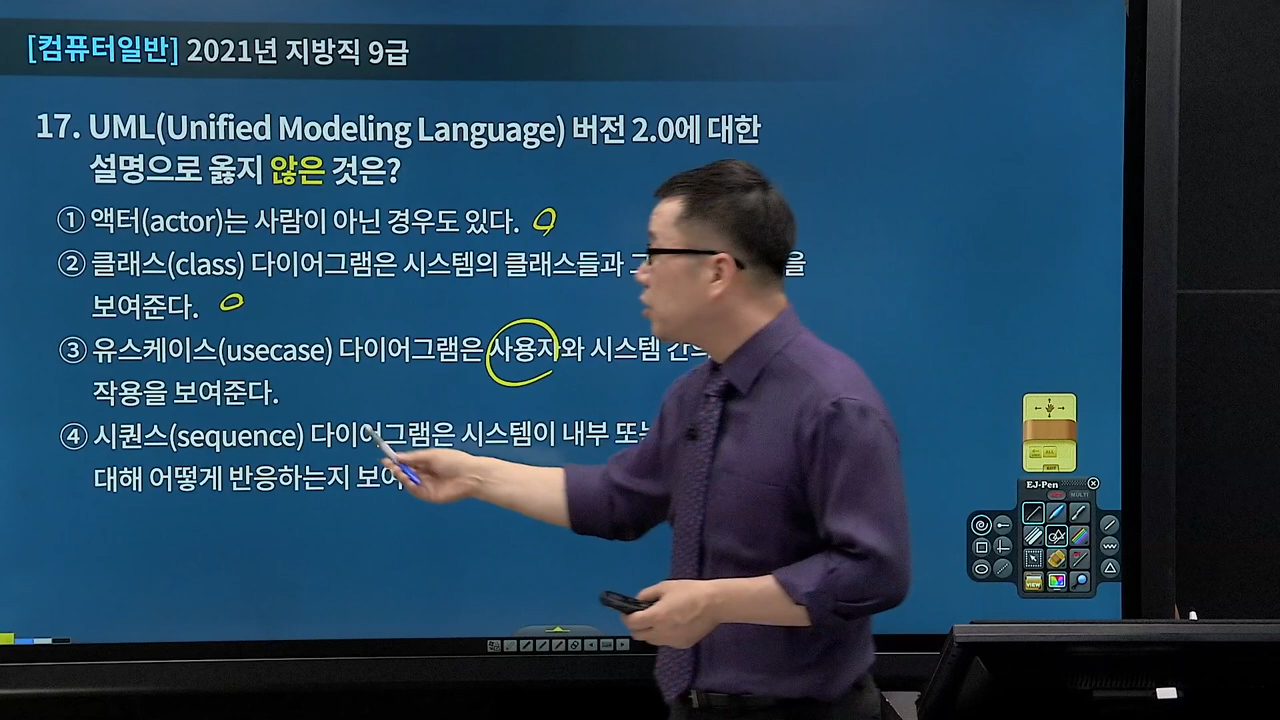 [컴퓨터일반] 2021년 지방직 9급
17. UML(Unified Modeling Language) 버전 2.0에 대한
설명으로 옳지 않은 것은?
① 액터(actor)는 사람이 아닌 경우도 있다.
② 클래스(class) 다이어그램은 시스템의 클래스들과 을
보여준다.
③ 유스케이스(usecase) 다이어그램은 사용자와 시스템
작용을 보여준다.
④ 시퀀스(sequence) 다이어그램은 시스템이 내부
대해 어떻게 반응하는지
EJ-Pen
MULTI
ALL
EXIT
VIEW